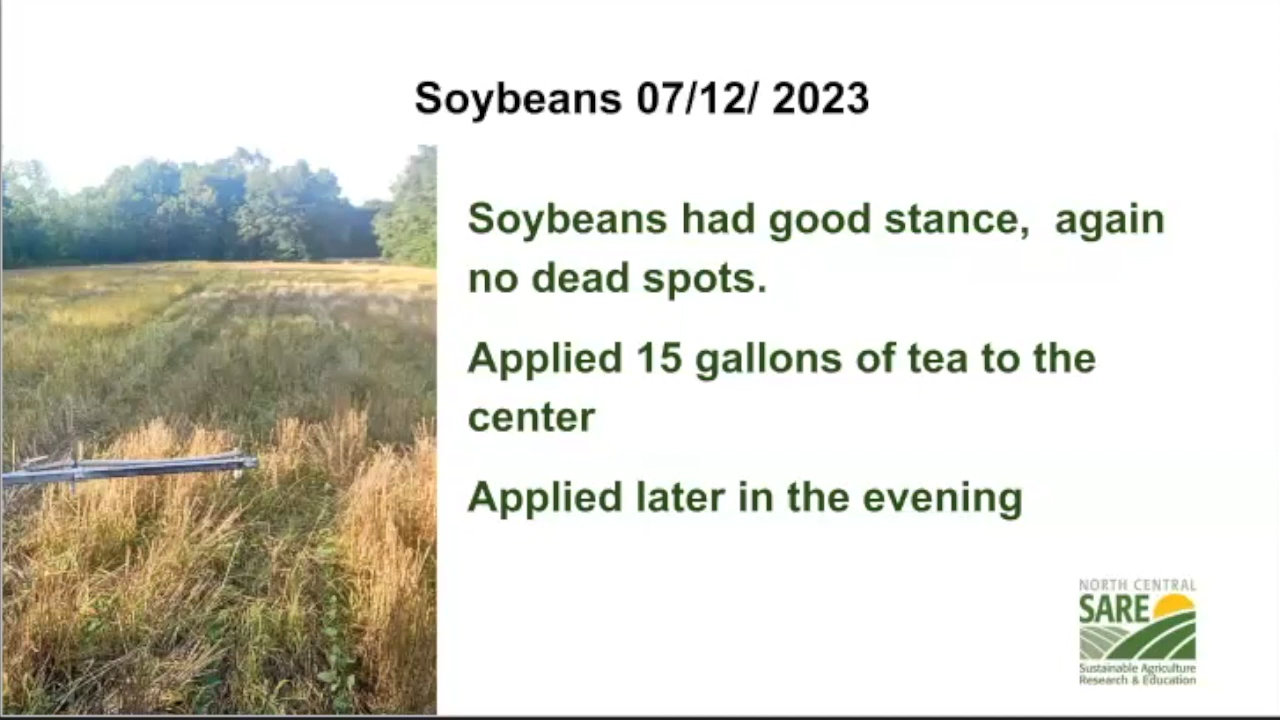 Soybeans 07/12/ 2023
Soybeans had good stance,  again
no dead spots.
Applied 15 gallons of tea to the
center
Applied later in the evening
NORTH CENTRAL
SARE
Sustainable Agriculture
Research & Education